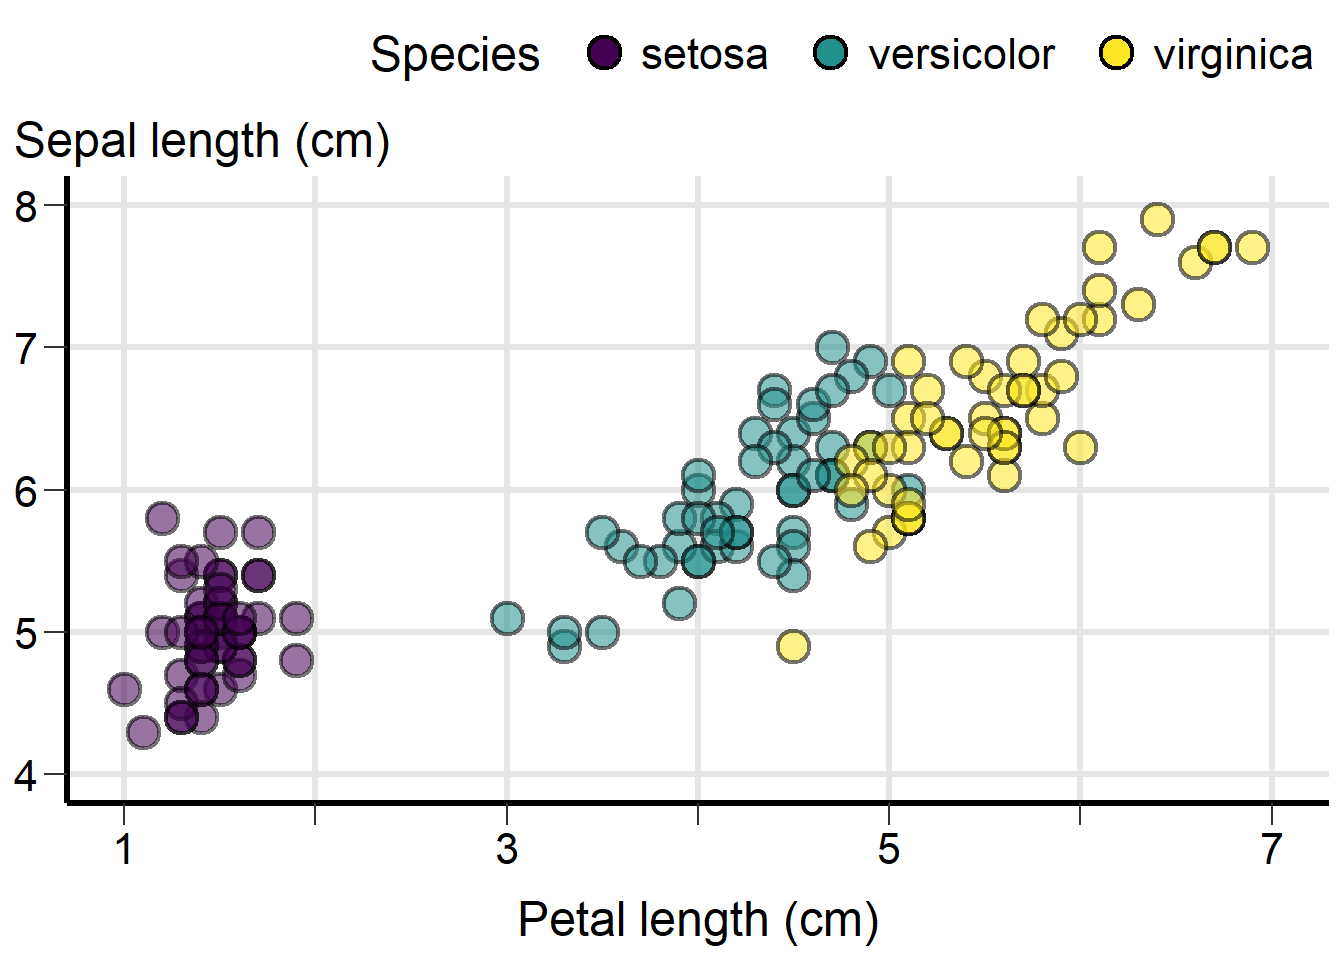 Species setosa versicolor virginica
Sepal length (cm)
8
7
6
5
4
1 3 5 7
Petal length (cm)